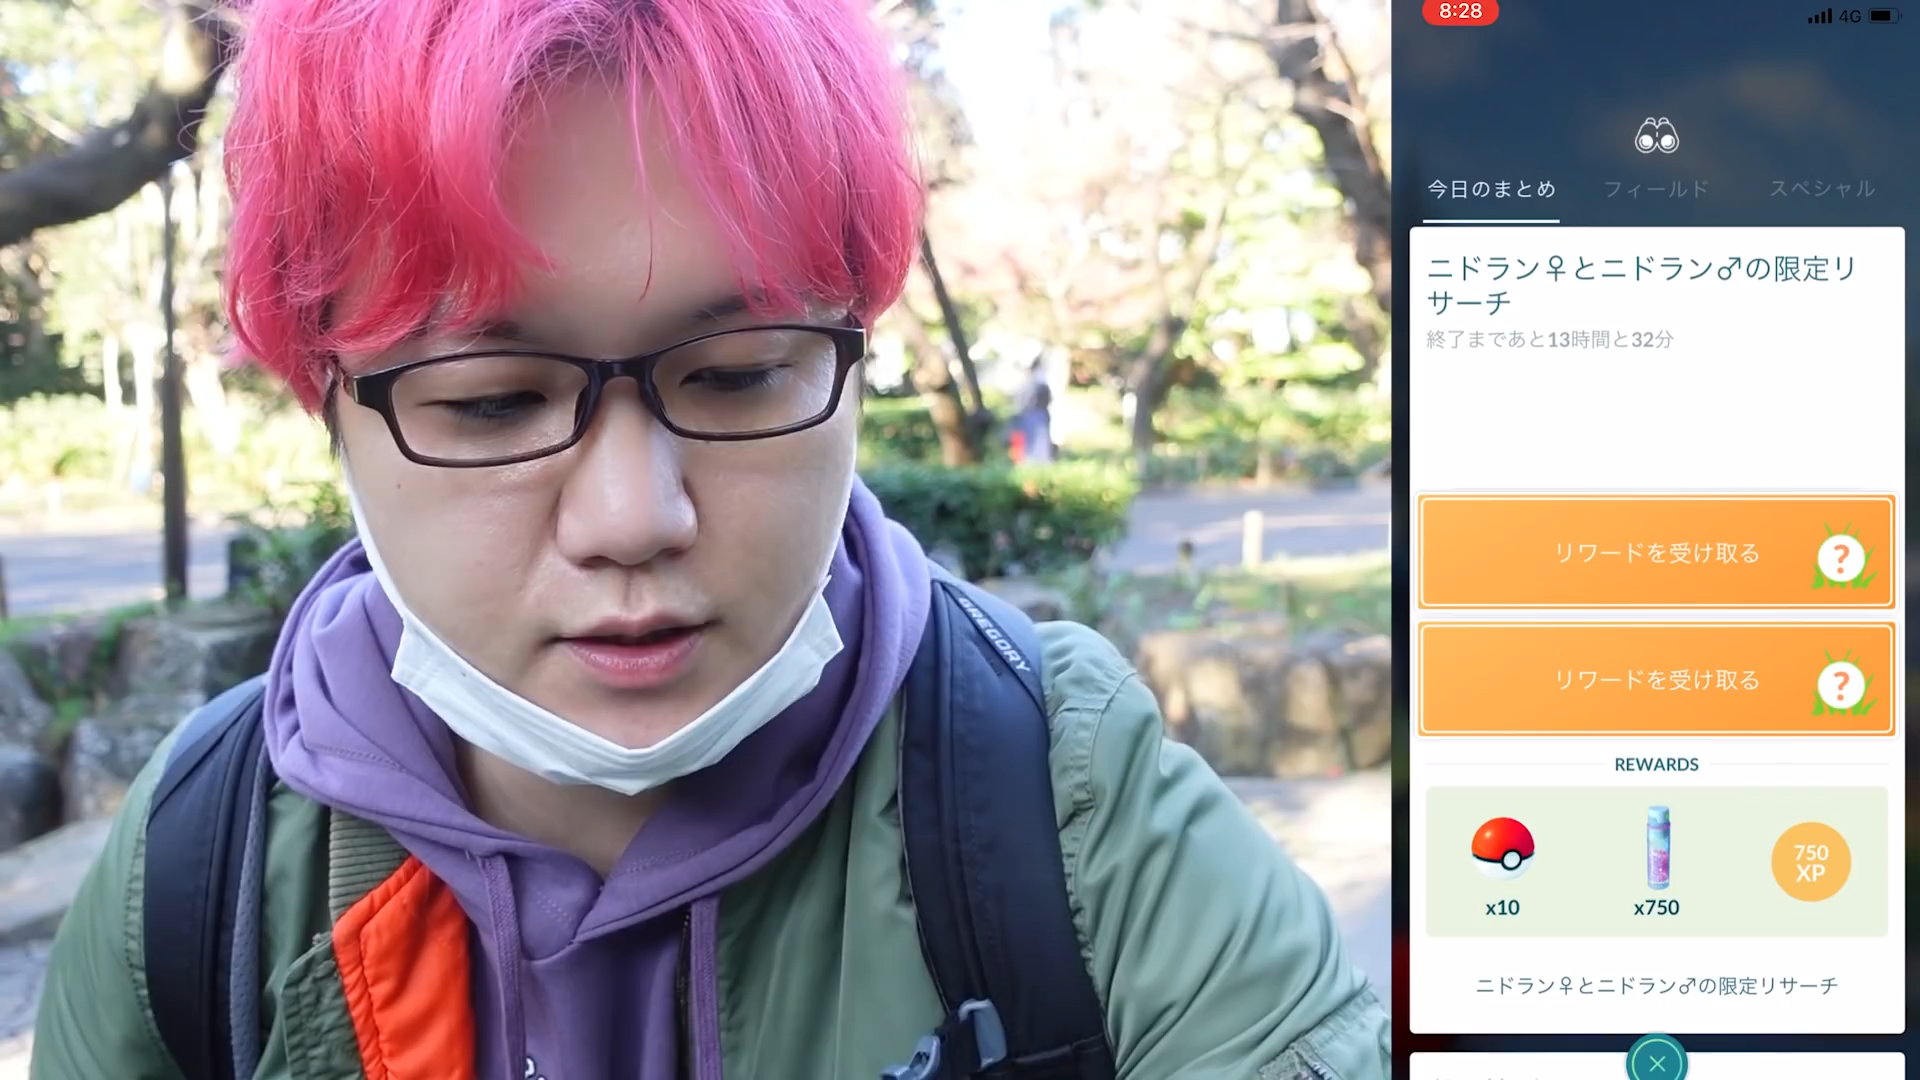 GREGORY
8:28
4G
今日のまとめ
フィールド
スペシャル
ニドラン♀とニドラン♂の限定リ
サーチ
終了まであと13時間と32分
リワードを受け取る
?
リワードを受け取る
?
REWARDS
750
XP
x10
x750
ニドラン♀とニドラン♂の限定リサーチ